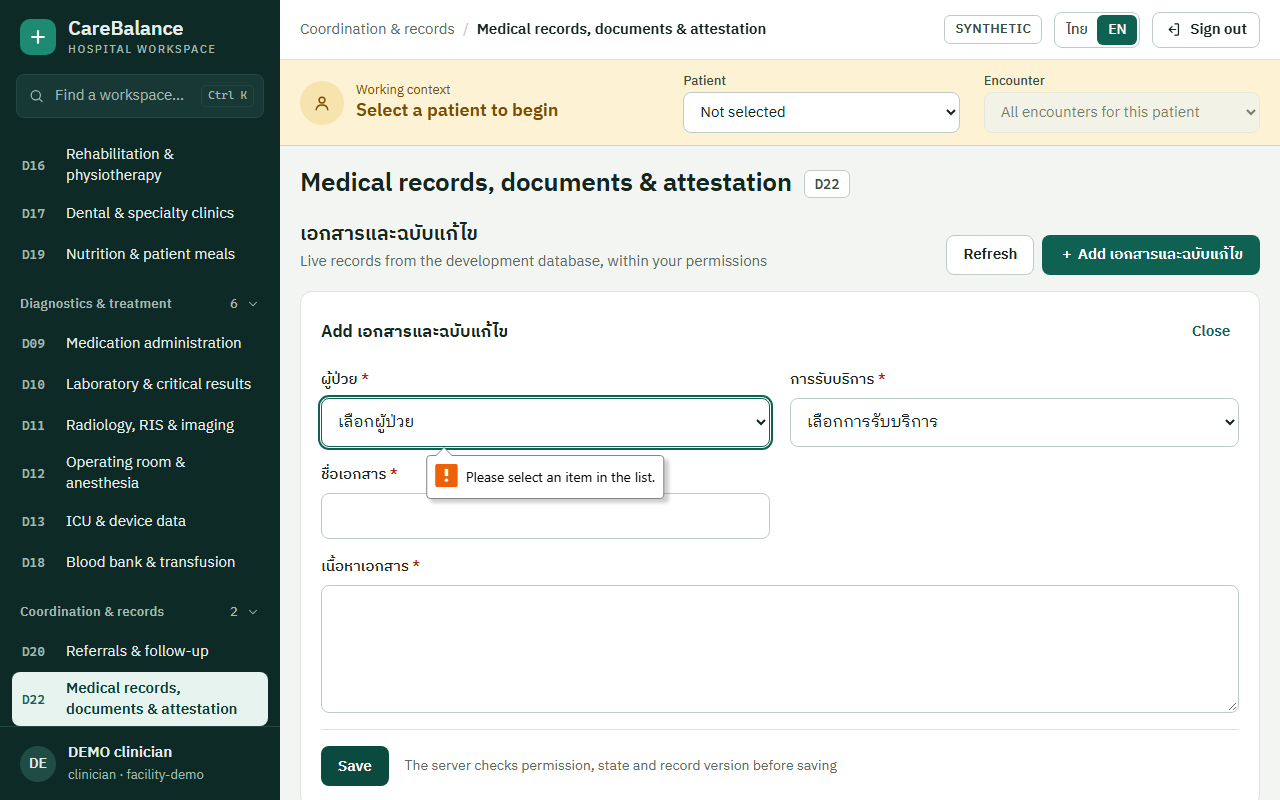 CareBalance
HOSPITAL WORKSPACE
Find a workspace... Ctrl K
D16 Rehabilitation &
physiotherapy
D17 Dental & specialty clinics
D19 Nutrition & patient meals
Diagnostics & treatment 6
D09 Medication administration
D10 Laboratory & critical results
D11 Radiology, RIS & imaging
D12 Operating room &
anesthesia
D13 ICU & device data
D18 Blood bank & transfusion
Coordination & records 2
D20 Referrals & follow-up
D22 Medical records,
documents & attestation
DE DEMO clinician
clinician · facility-demo
Coordination & records / Medical records, documents & attestation
SYNTHETIC ไทย EN Sign out
Working context
Select a patient to begin
Patient
Not selected
Encounter
All encounters for this patient
Medical records, documents & attestation D22
เอกสารและฉบับแก้ไข
Live records from the development database, within your permissions
Refresh + Add เอกสารและฉบับแก้ไข
Add เอกสารและฉบับแก้ไข Close
ผู้ป่วย * การรับบริการ *
เลือกผู้ป่วย เลือกการรับบริการ
ชื่อเอกสาร *
Please select an item in the list.
เนื้อหาเอกสาร *
Save The server checks permission, state and record version before saving